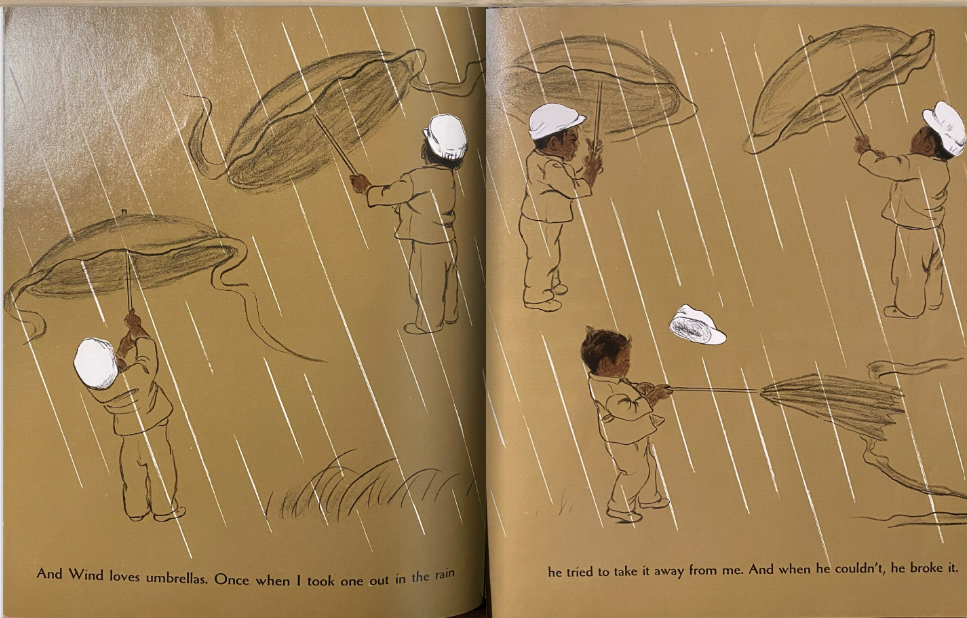 And Wind loves umbrellas. Once when I took one out in the rain
he tried to take it away from me. And when he couldn't, he broke it.